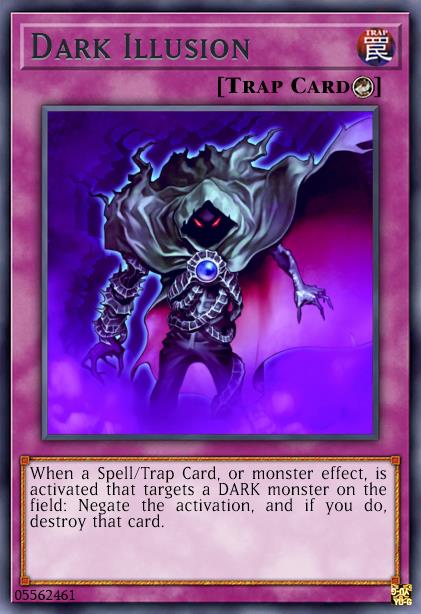 Dark Illusion
TRAP
罠
[Trap Card]
When a Spell/Trap Card, or monster effect, is
activated that targets a DARK monster on the
field: Negate the activation, and if you do,
destroy that card.
05562461